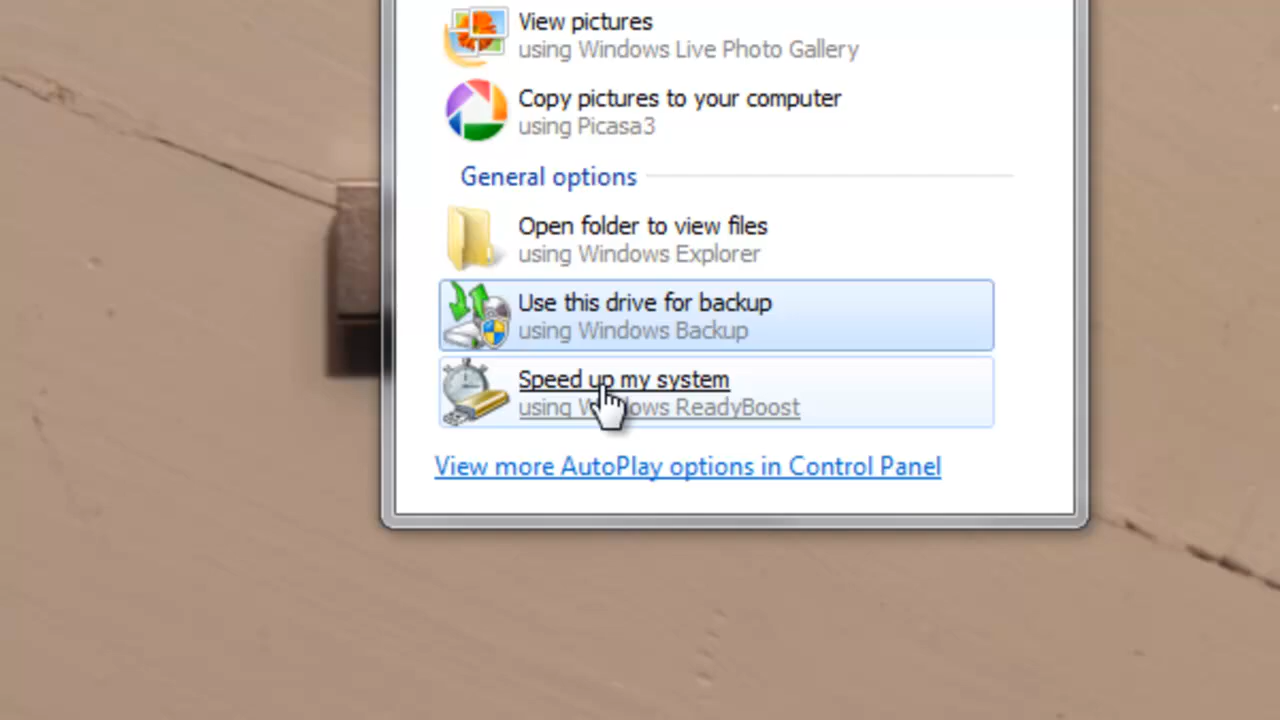 View pictures
using Windows Live Photo Gallery
Copy pictures to your computer
using Picasa3
General options
Open folder to view files
using Windows Explorer
Use this drive for backup
using Windows Backup
Speed up my system
using Windows ReadyBoost
View more AutoPlay options in Control Panel